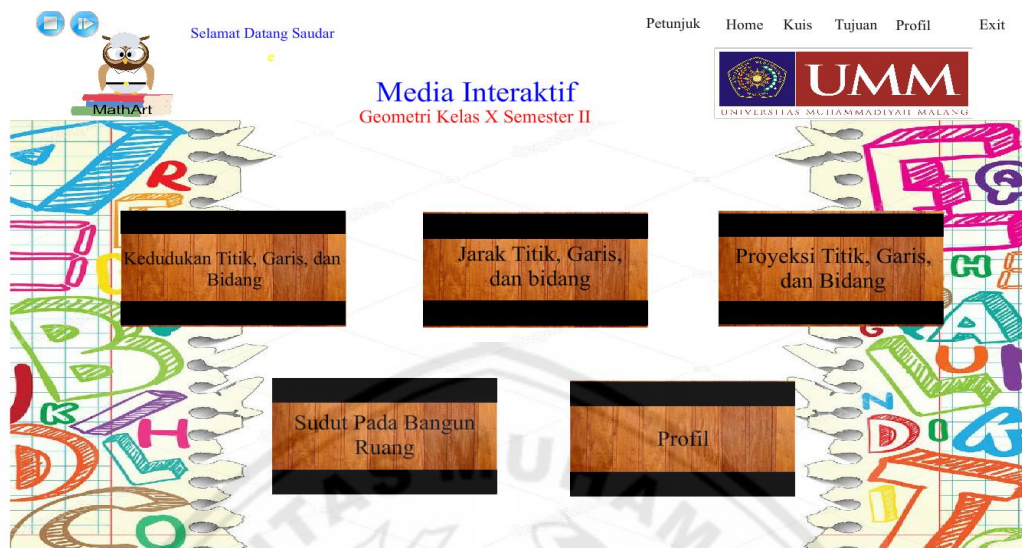 Selamat Datang Saudar
e
Petunjuk Home Kuis Tujuan Profil Exit
MathArt
Media Interaktif
Geometri Kelas X Semester II
UMM
UNIVERSITAS MUHAMMADIYAH MALANG
Kedudukan Titik, Garis, dan
Bidang
Jarak Titik, Garis,
dan bidang
Proyeksi Titik, Garis,
dan Bidang
Sudut Pada Bangun
Ruang
Profil